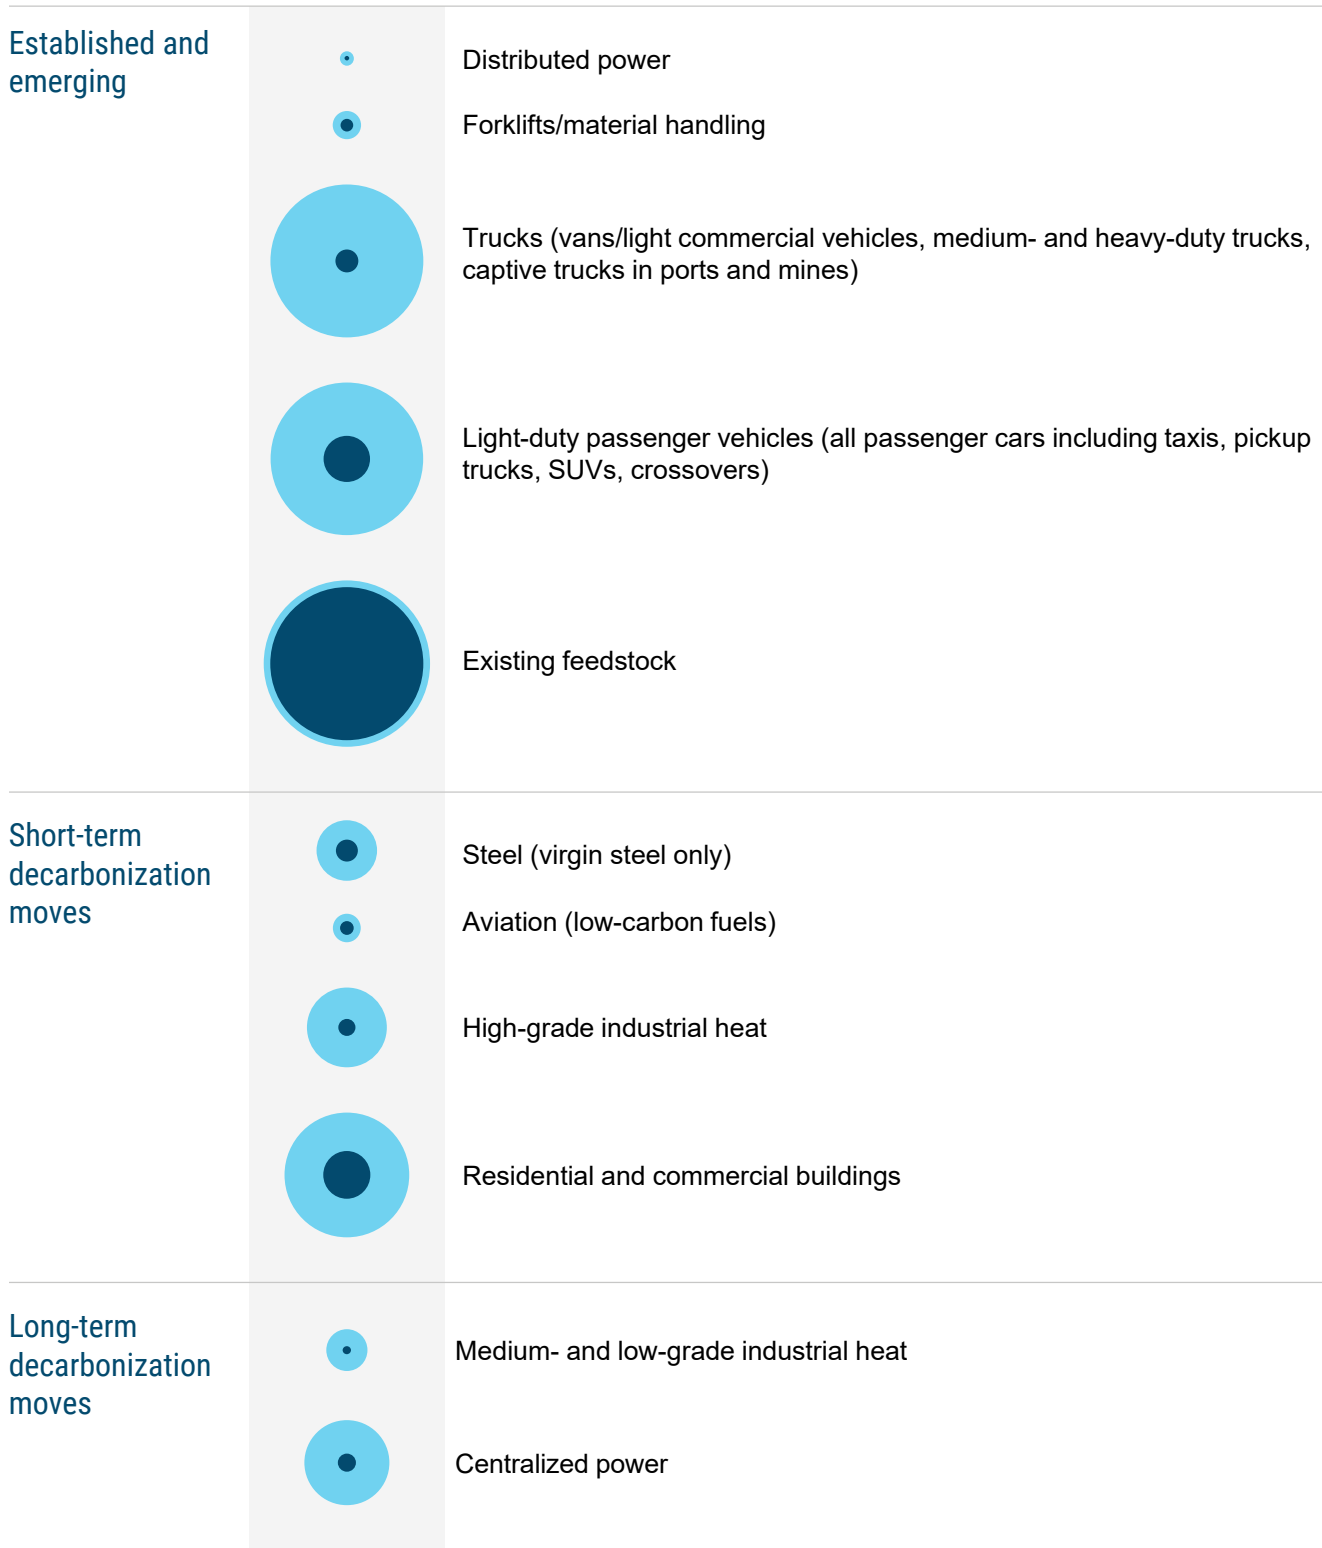 Established and
emerging
Distributed power
Forklifts/material handling
Trucks (vans/light commercial vehicles, medium- and heavy-duty trucks,
captive trucks in ports and mines)
Light-duty passenger vehicles (all passenger cars including taxis, pickup
trucks, SUVs, crossovers)
Existing feedstock
Short-term
decarbonization
moves
Steel (virgin steel only)
Aviation (low-carbon fuels)
High-grade industrial heat
Residential and commercial buildings
Long-term
decarbonization
moves
Medium- and low-grade industrial heat
Centralized power